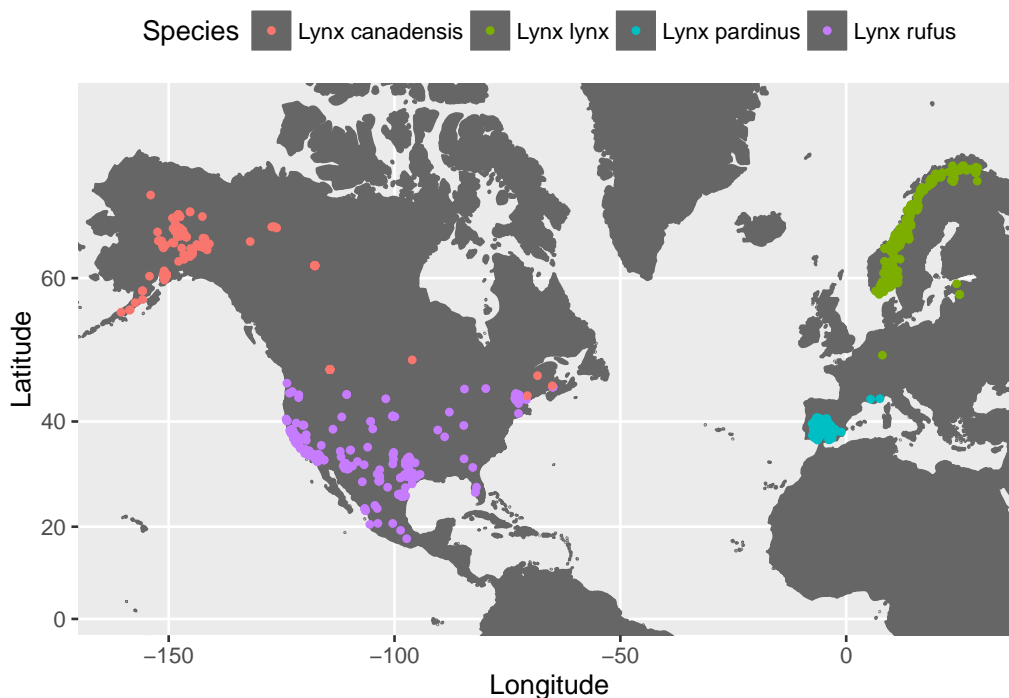 Species Lynx canadensis Lynx lynx Lynx pardinus Lynx rufus
Latitude
60
40
20
0
−150 −100 −50 0
Longitude